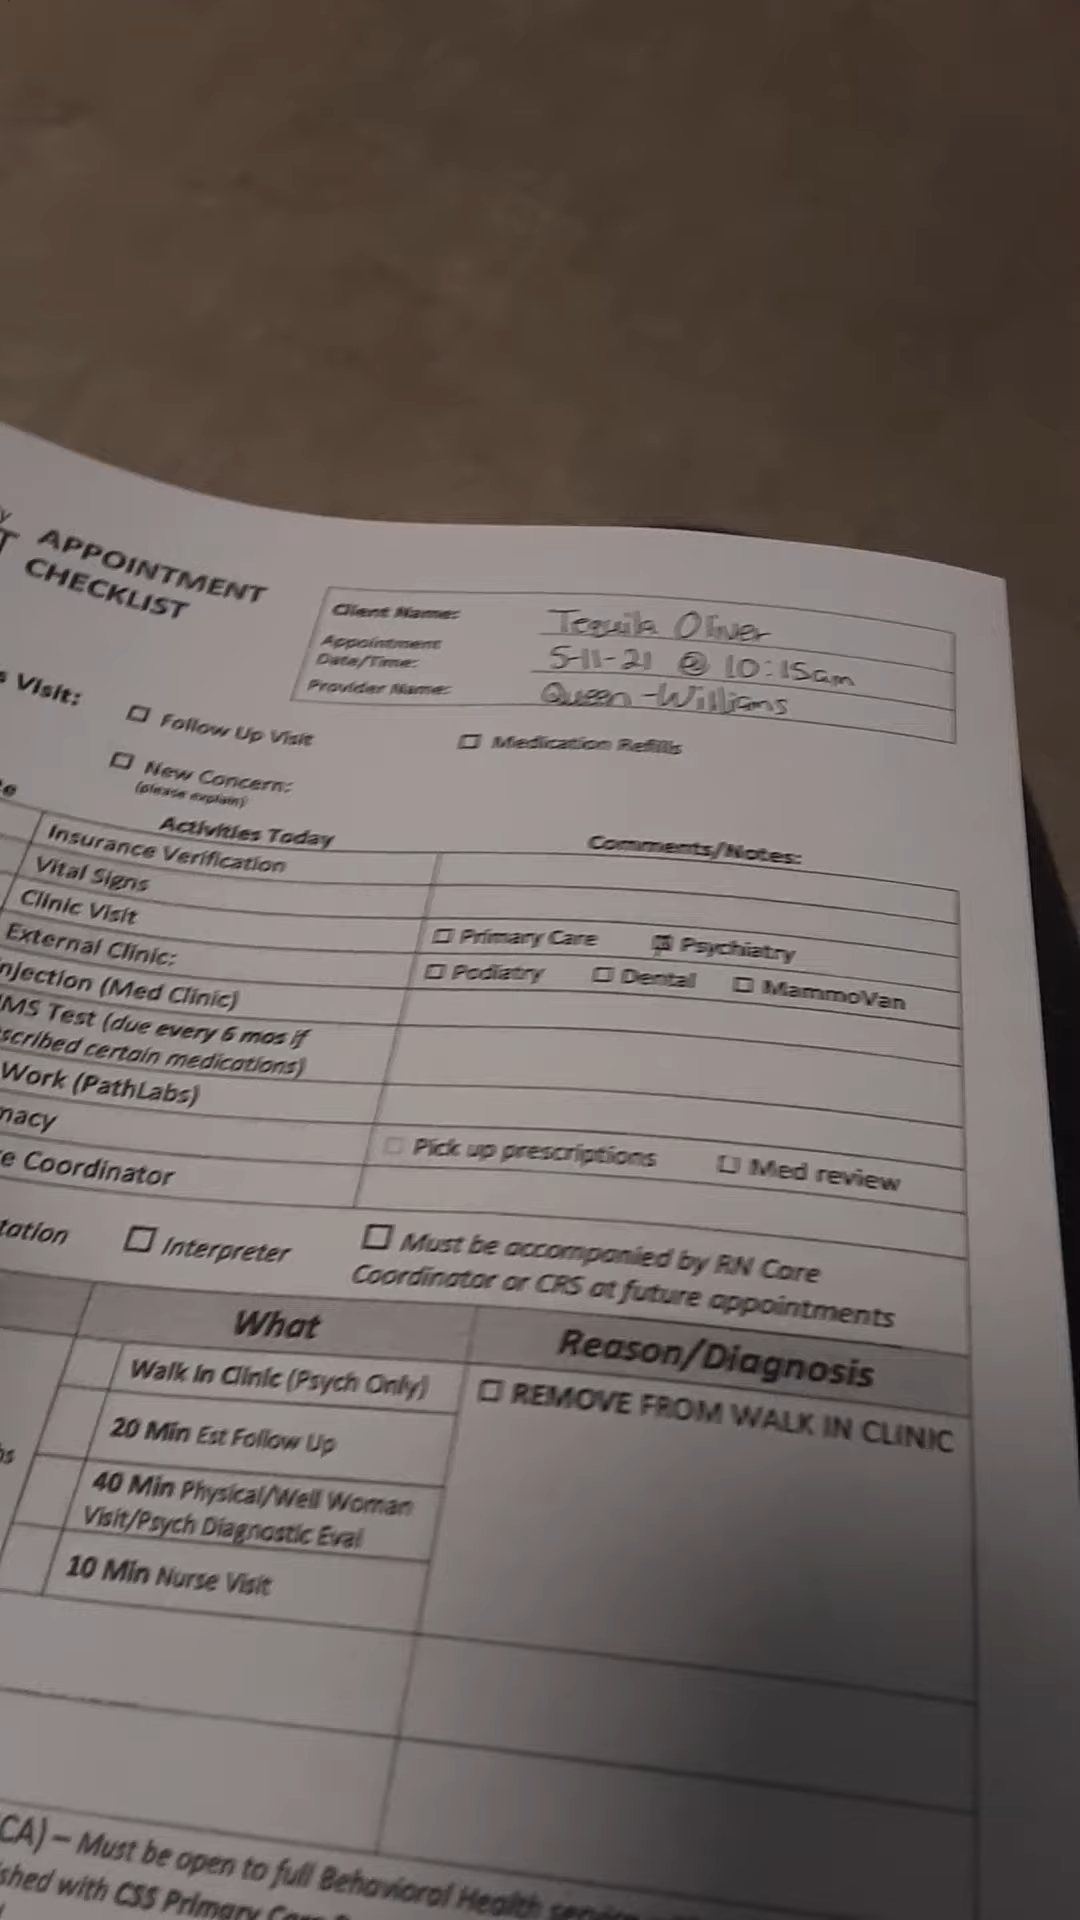 APPOINTMENT
CHECKLIST
Client Name: Tequila Oliver
Appointment
Date/Time: 5-11-21 @ 10:15am
Provider Name: Queen-Williams
Visit:
Follow Up Visit
Medication Refills
New Concern:
(please explain)
Activities Today
Comments/Notes:
Insurance Verification
Vital Signs
Clinic Visit
Primary Care
Psychiatry
External Clinic:
Podiatry
Dental
MammoVan
njection (Med Clinic)
IMS Test (due every 6 mos if
scribed certain medications)
Work (PathLabs)
macy
Pick up prescriptions
Med review
e Coordinator
tation
Interpreter
Must be accompanied by RN Care
Coordinator or CRS at future appointments
What
Reason/Diagnosis
Walk In Clinic (Psych Only)
REMOVE FROM WALK IN CLINIC
20 Min Est Follow Up
40 Min Physical/Well Woman
Visit/Psych Diagnostic Eval
10 Min Nurse Visit
CA) – Must be open to full Behavioral Health
shed with CSS Primary Care